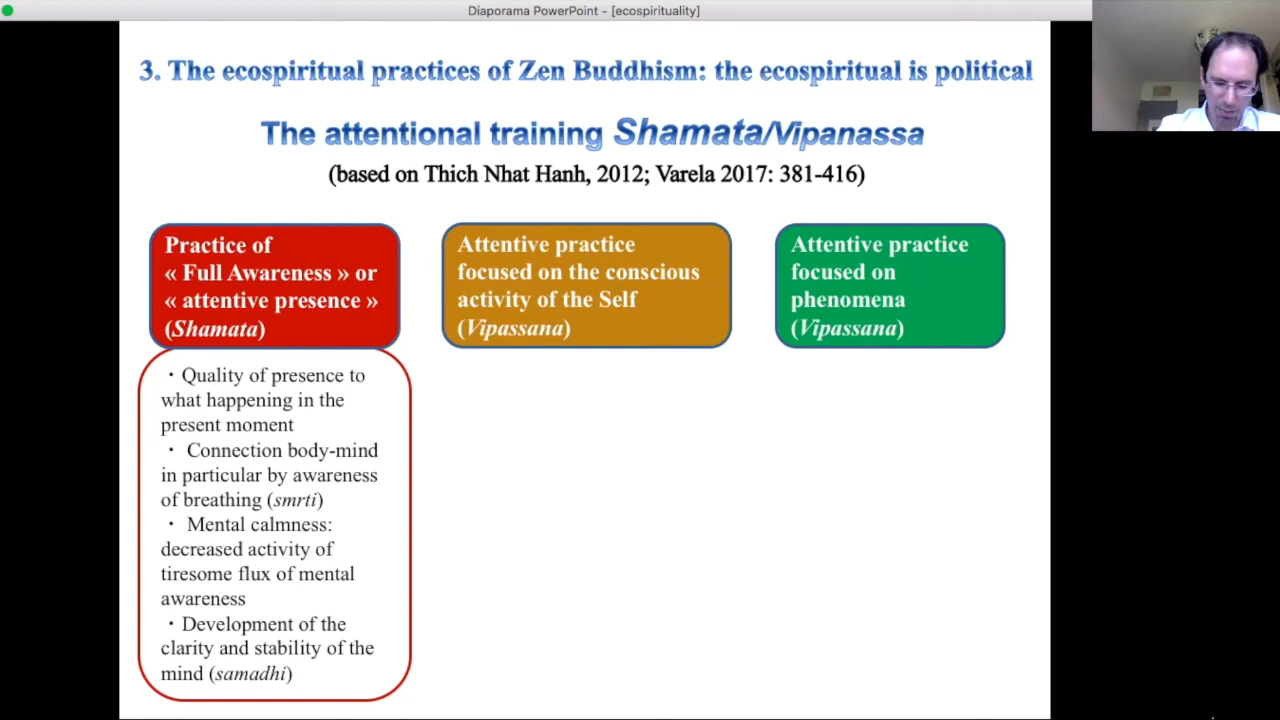 Diaporama PowerPoint - [ecospirituality]
3. The ecospiritual practices of Zen Buddhism: the ecospiritual is political
The attentional training Shamata/Vipanassa
(based on Thich Nhat Hanh, 2012; Varela 2017: 381-416)
Practice of
« Full Awareness » or
« attentive presence »
(Shamata)
Attentive practice
focused on the conscious
activity of the Self
(Vipassana)
Attentive practice
focused on
phenomena
(Vipassana)
・Quality of presence to
what happening in the
present moment
・ Connection body-mind
in particular by awareness
of breathing (smrti)
・ Mental calmness:
decreased activity of
tiresome flux of mental
awareness
・Development of the
clarity and stability of the
mind (samadhi)